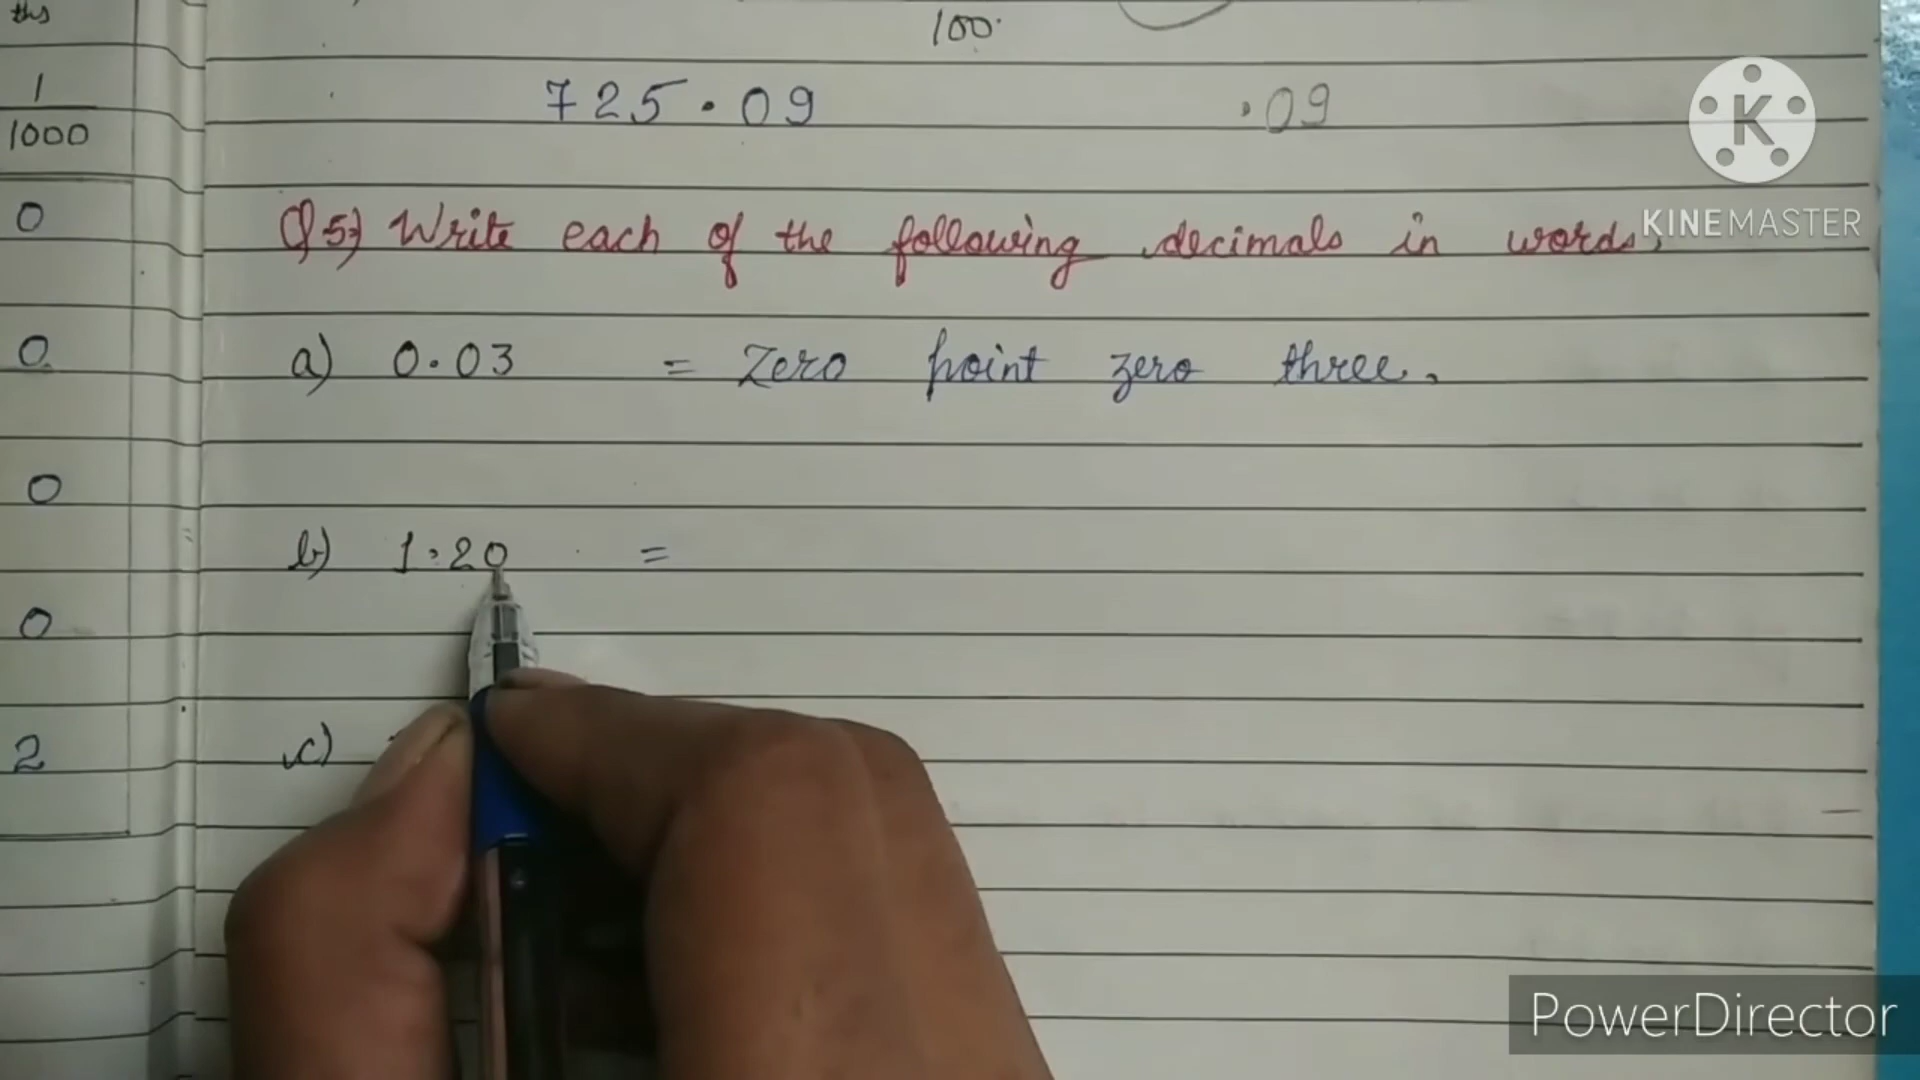 ths
100
1
1000
725.09
.09
K
KINEMASTER
0
Q5) Write each of the following decimals in words.
0
a) 0.03 = Zero point zero three.
0
b) 1.20 =
0
2
c)
PowerDirector